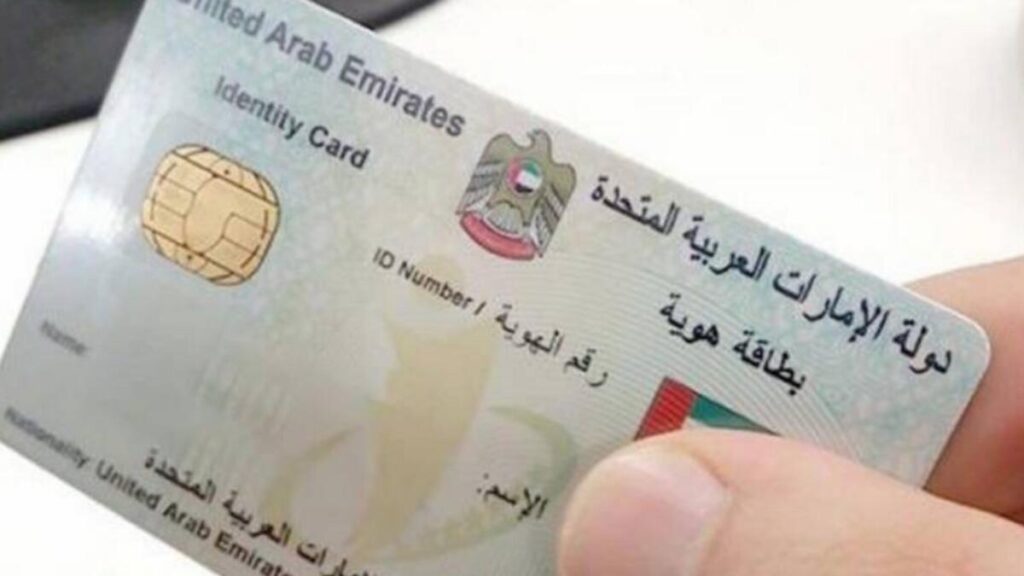 United Arab Emirates
دولة الإمارات العربية المتحدة
Identity Card
بطاقة هوية
ID Number / رقم الهوية
الإسم:
Name:
الإمارات العربية المتحدة
Nationality: United Arab Emirates